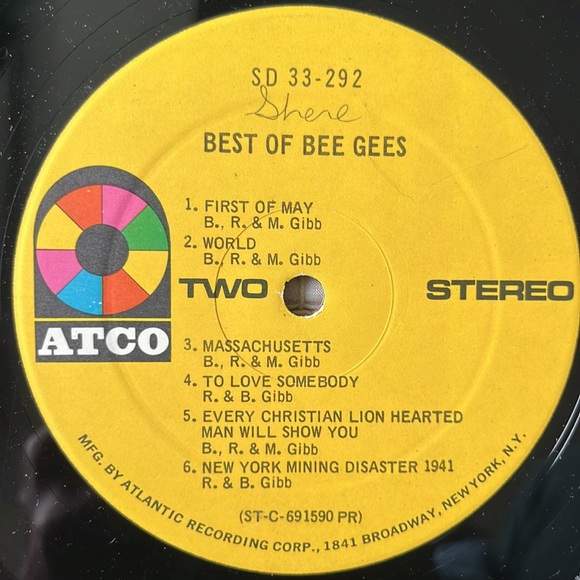 SD 33-292
Shere
BEST OF BEE GEES
1. FIRST OF MAY
B., R. & M. Gibb
2. WORLD
B., R. & M. Gibb
TWO
STEREO
ATCO
3. MASSACHUSETTS
B., R. & M. Gibb
4. TO LOVE SOMEBODY
R. & B. Gibb
5. EVERY CHRISTIAN LION HEARTED
MAN WILL SHOW YOU
B., R. & M. Gibb
6. NEW YORK MINING DISASTER 1941
R. & B. Gibb
(ST-C-691590 PR)
MFG. BY ATLANTIC RECORDING CORP., 1841 BROADWAY, NEW YORK, N.Y.